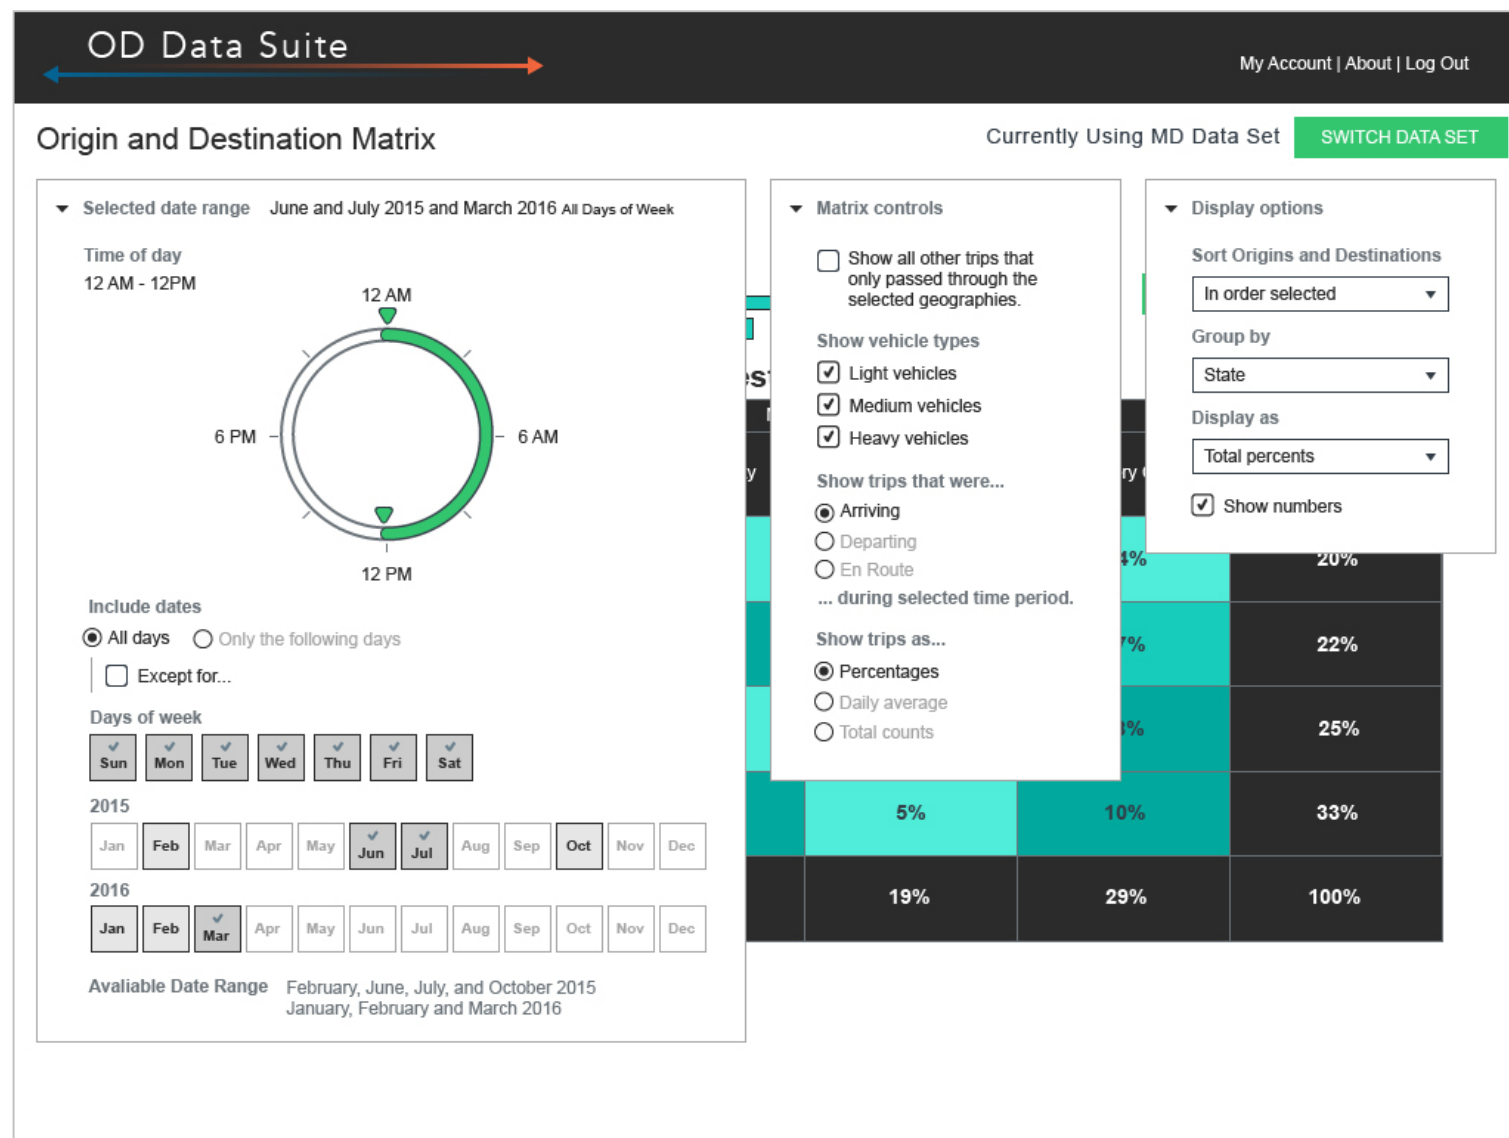 OD Data Suite
My Account | About | Log Out
Origin and Destination Matrix
Currently Using MD Data Set
SWITCH DATA SET
Selected date range June and July 2015 and March 2016 All Days of Week
Time of day
12 AM - 12PM
12 AM
6 PM
6 AM
12 PM
Include dates
All days
Only the following days
Except for...
Days of week
Sun Mon Tue Wed Thu Fri Sat
2015
Jan Feb Mar Apr May Jun Jul Aug Sep Oct Nov Dec
2016
Jan Feb Mar Apr May Jun Jul Aug Sep Oct Nov Dec
Avaliable Date Range February, June, July, and October 2015
January, February and March 2016
Matrix controls
Show all other trips that
only passed through the
selected geographies.
Show vehicle types
Light vehicles
Medium vehicles
Heavy vehicles
Show trips that were...
Arriving
Departing
En Route
... during selected time period.
Show trips as...
Percentages
Daily average
Total counts
Display options
Sort Origins and Destinations
In order selected
Group by
State
Display as
Total percents
Show numbers
20%
22%
25%
5% 10% 33%
19% 29% 100%